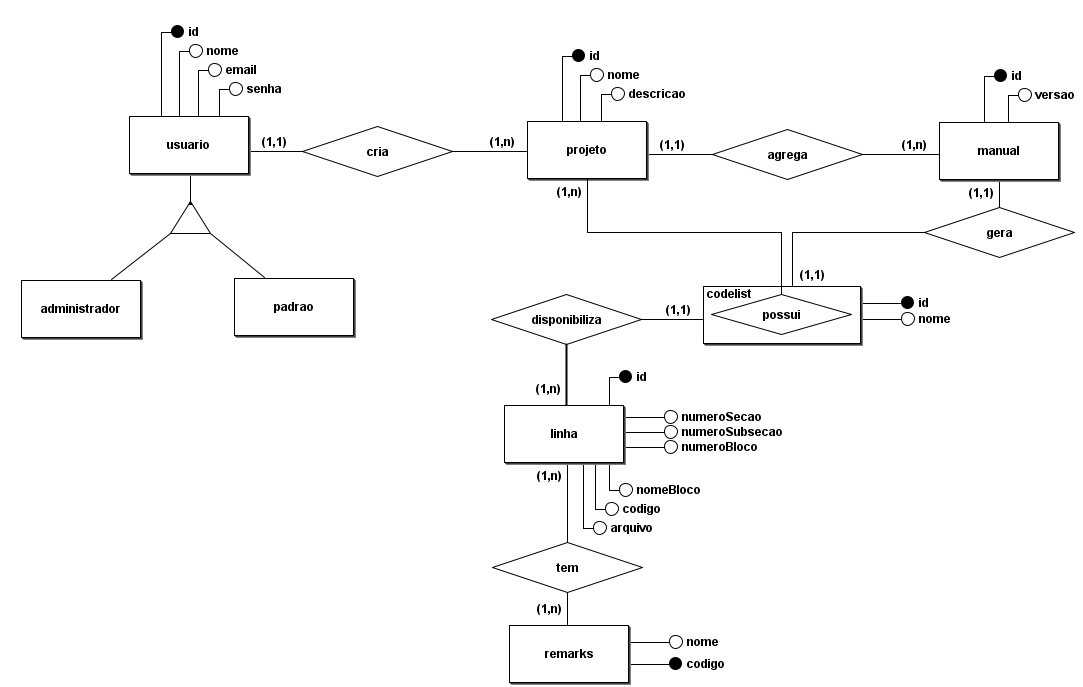 id
nome
email
senha
usuario
(1,1)
cria
(1,n)
id
nome
descricao
projeto
(1,1)
(1,n)
agrega
(1,n)
id
versao
manual
(1,1)
gera
(1,1)
administrador
padrao
codelist
possui
id
nome
disponibiliza
(1,1)
(1,n)
id
linha
numeroSecao
numeroSubsecao
numeroBloco
(1,n)
nomeBloco
codigo
arquivo
tem
(1,n)
remarks
nome
codigo